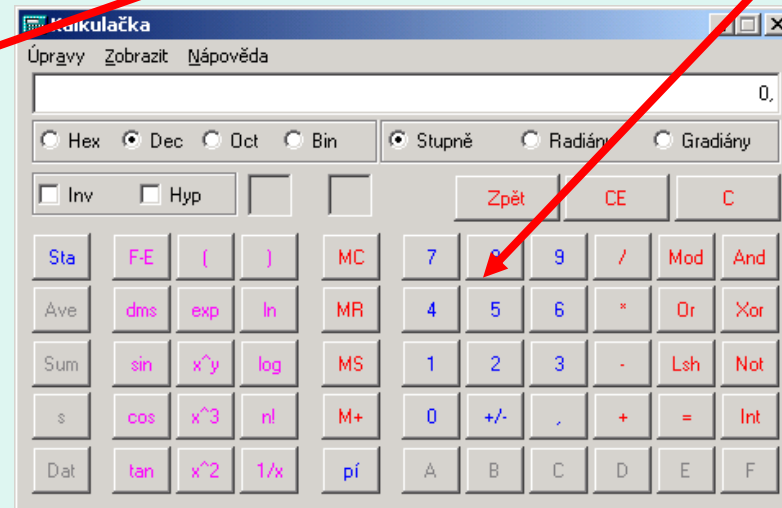 Kalkulačka
Úpravy Zobrazit Nápověda
0,
Hex Dec Oct Bin Stupně Radiány Gradiány
Inv Hyp Zpět CE C
Sta F-E ( ) MC 7 9 / Mod And
Ave dms exp ln MR 4 5 6 * Or Xor
Sum sin x^y log MS 1 2 3 - Lsh Not
s cos x^3 n! M+ 0 +/- , + = Int
Dat tan x^2 1/x pí A B C D E F